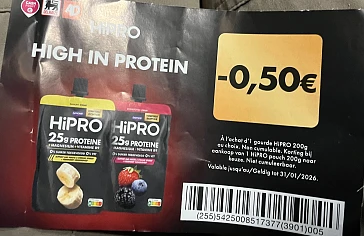 HiPRO
HIGH IN PROTEIN
-0,50€
À l'achat d'1 gourde HiPRO 200g
au choix. Non cumulable. Korting bij
aankoop van 1 HiPRO pouch 200g naar
keuze. Niet cumuleerbaar.
Valable jusqu'au/Geldig tot 31/01/2026.
HiPRO
25g PROTEINE
HiPRO
25g PROTEINE
(255)5425008517377(3901)005